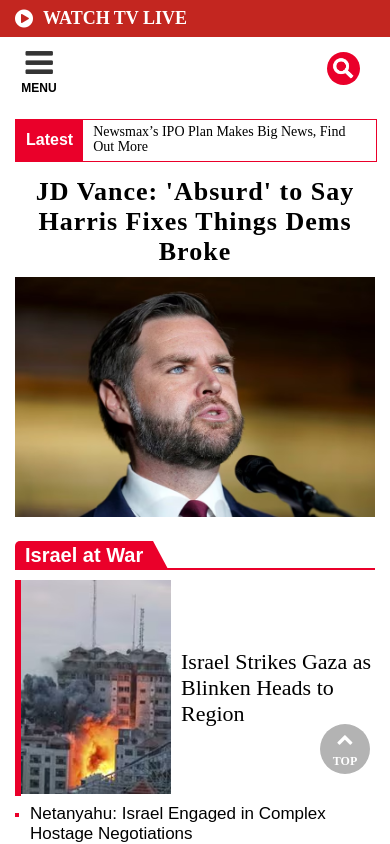 WATCH TV LIVE
MENU
Latest
Newsmax’s IPO Plan Makes Big News, Find
Out More
JD Vance: 'Absurd' to Say
Harris Fixes Things Dems
Broke
Israel at War
Israel Strikes Gaza as
Blinken Heads to
Region
TOP
Netanyahu: Israel Engaged in Complex
Hostage Negotiations